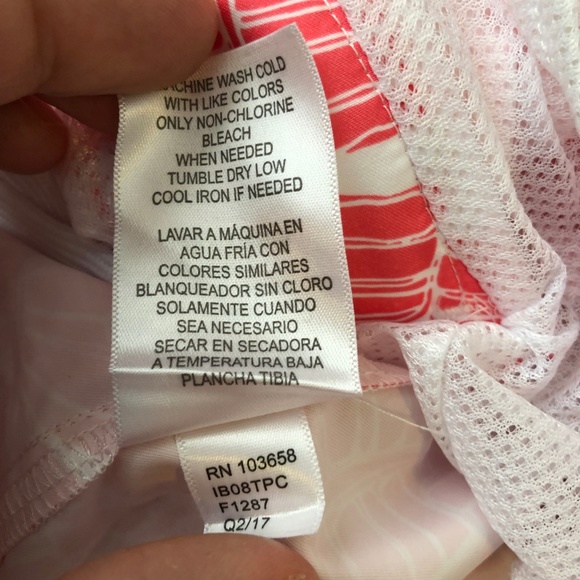 MACHINE WASH COLD
WITH LIKE COLORS
ONLY NON-CHLORINE
BLEACH
WHEN NEEDED
TUMBLE DRY LOW
COOL IRON IF NEEDED
LAVAR A MÁQUINA EN
AGUA FRÍA CON
COLORES SIMILARES
BLANQUEADOR SIN CLORO
SOLAMENTE CUANDO
SEA NECESARIO
SECAR EN SECADORA
A TEMPERATURA BAJA
PLANCHA TIBIA
RN 103658
IB08TPC
F1287
Q2/17